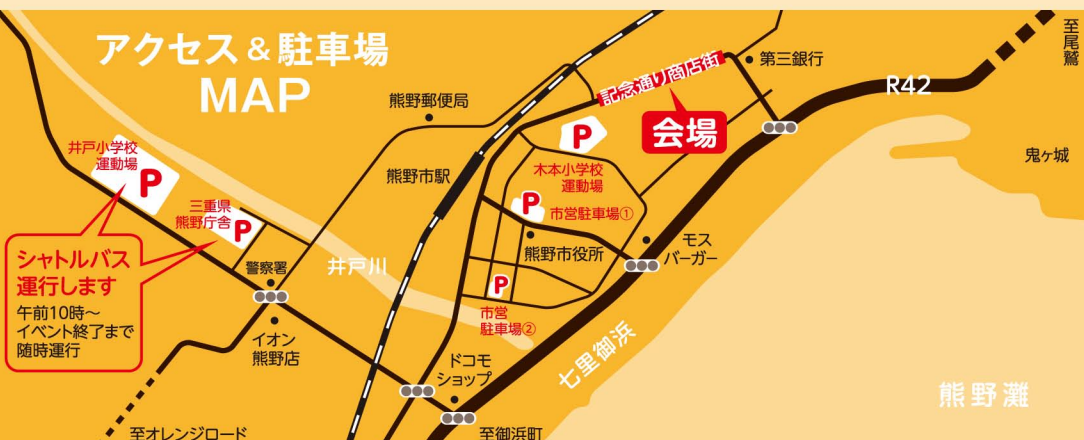 アクセス＆駐車場
MAP
至尾鷲
記念通り商店街
第三銀行
R42
熊野郵便局
会場
鬼ヶ城
井戸小学校
運動場
P
熊野市駅
P
木本小学校
運動場
三重県
熊野庁舎
P
P
市営駐車場①
熊野市役所
モス
バーガー
シャトルバス
運行します
午前10時～
イベント終了まで
随時運行
警察署
井戸川
P
市営
駐車場②
イオン
熊野店
ドコモ
ショップ
七里御浜
熊野灘
至オレンジロード
至御浜町